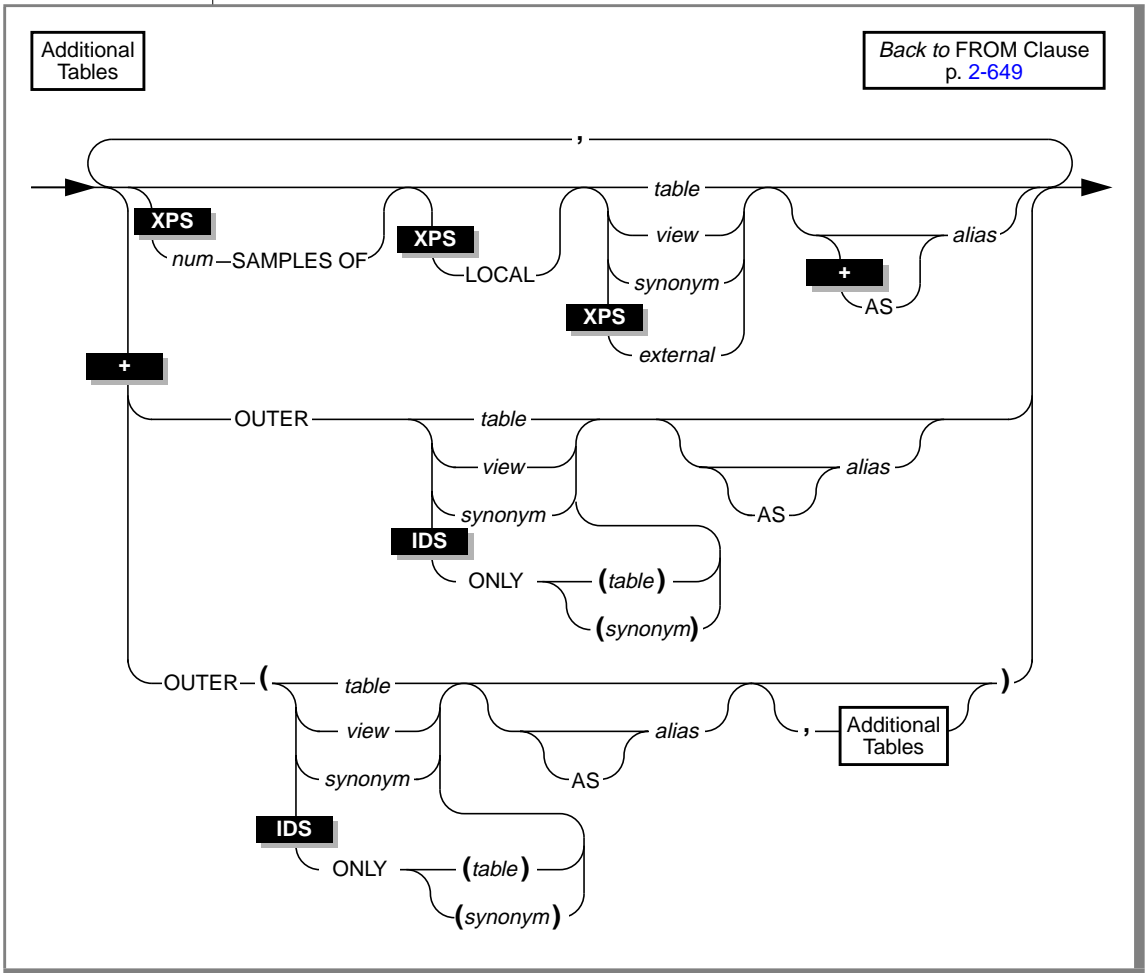 Additional
Tables
Back to FROM Clause
p. 2-649
,
table
XPS
XPS
view
alias
num SAMPLES OF
LOCAL
synonym
+
AS
XPS
external
+
OUTER
table
view
alias
synonym
AS
IDS
ONLY
(table)
(synonym)
OUTER (
table
)
view
alias
,
Additional
Tables
synonym
AS
IDS
ONLY
(table)
(synonym)